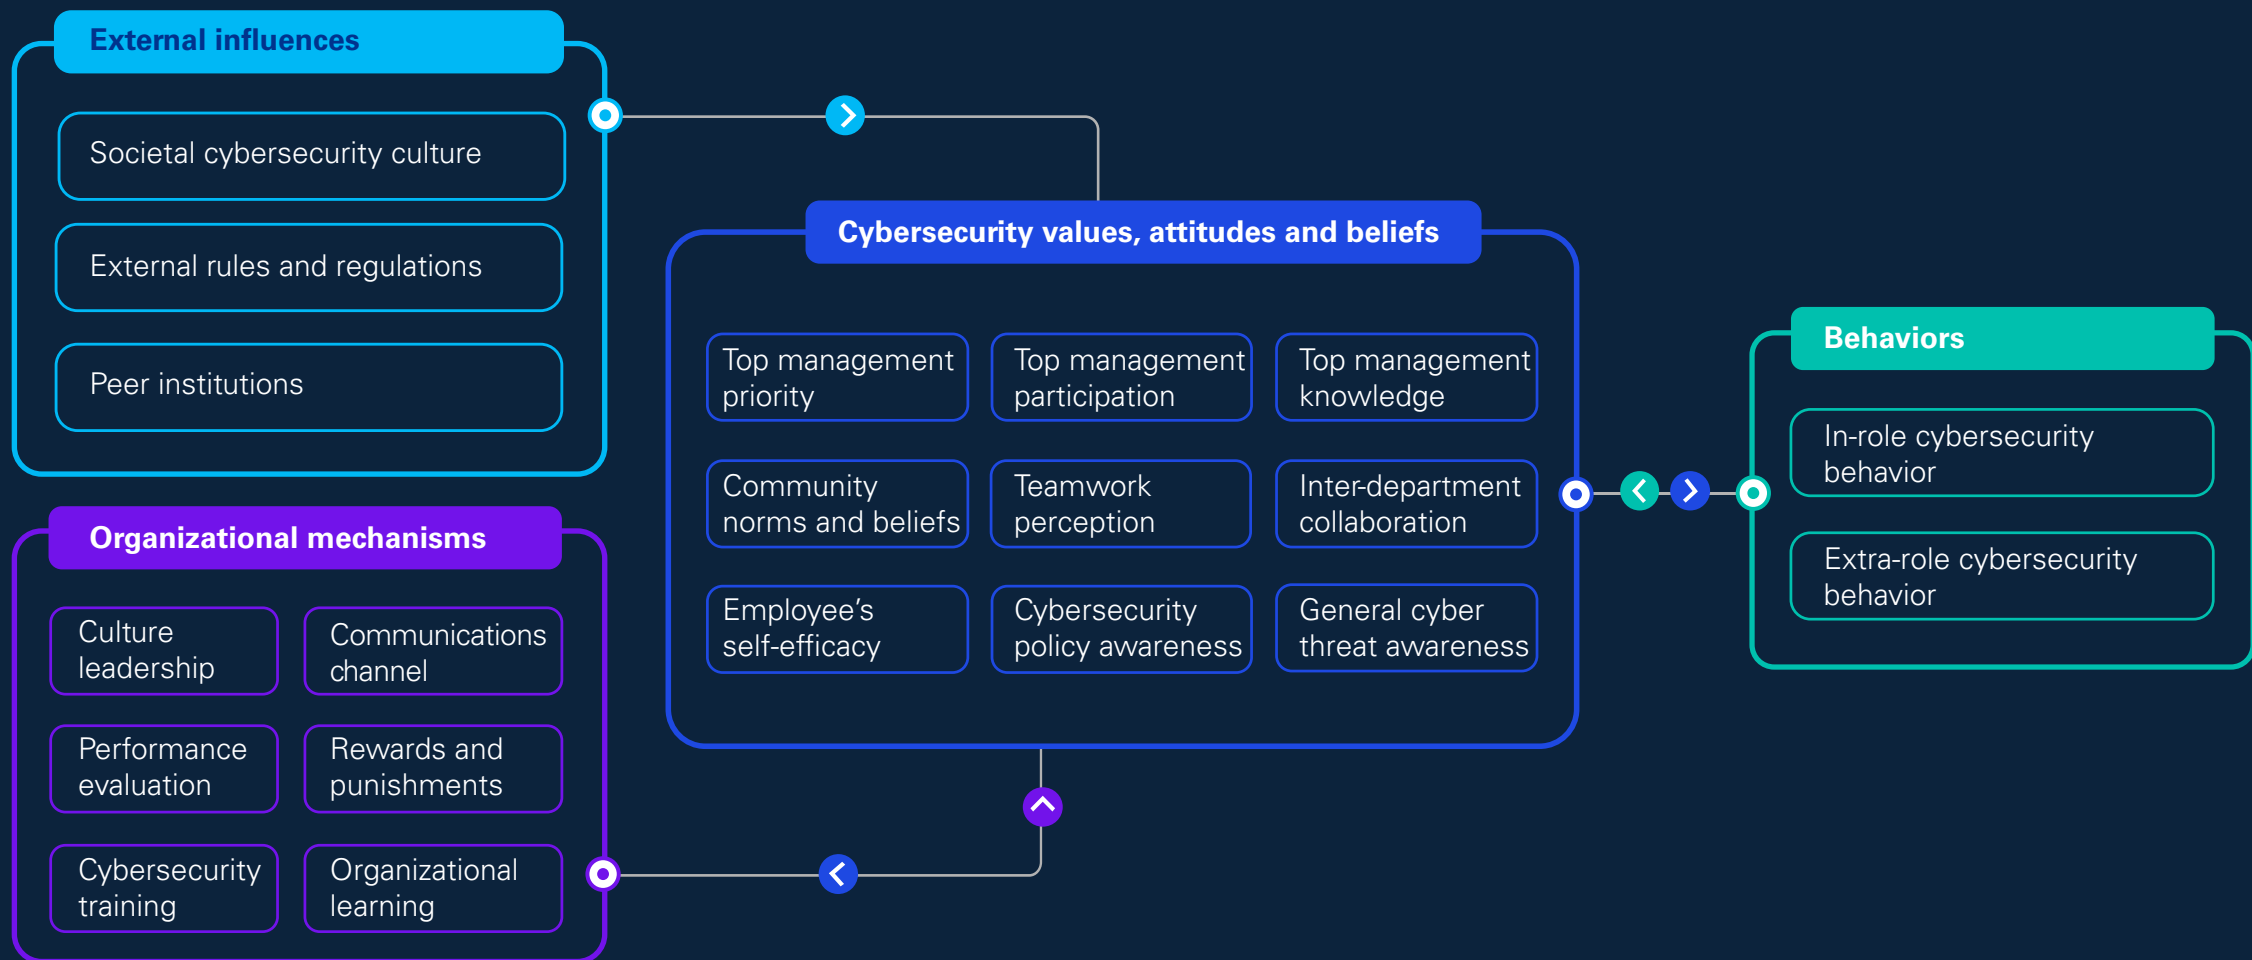 External influences
Societal cybersecurity culture
External rules and regulations
Peer institutions
Organizational mechanisms
Culture
leadership
Communications
channel
Performance
evaluation
Rewards and
punishments
Cybersecurity
training
Organizational
learning
Cybersecurity values, attitudes and beliefs
Top management
priority
Top management
participation
Top management
knowledge
Community
norms and beliefs
Teamwork
perception
Inter-department
collaboration
Employee’s
self-efficacy
Cybersecurity
policy awareness
General cyber
threat awareness
Behaviors
In-role cybersecurity
behavior
Extra-role cybersecurity
behavior